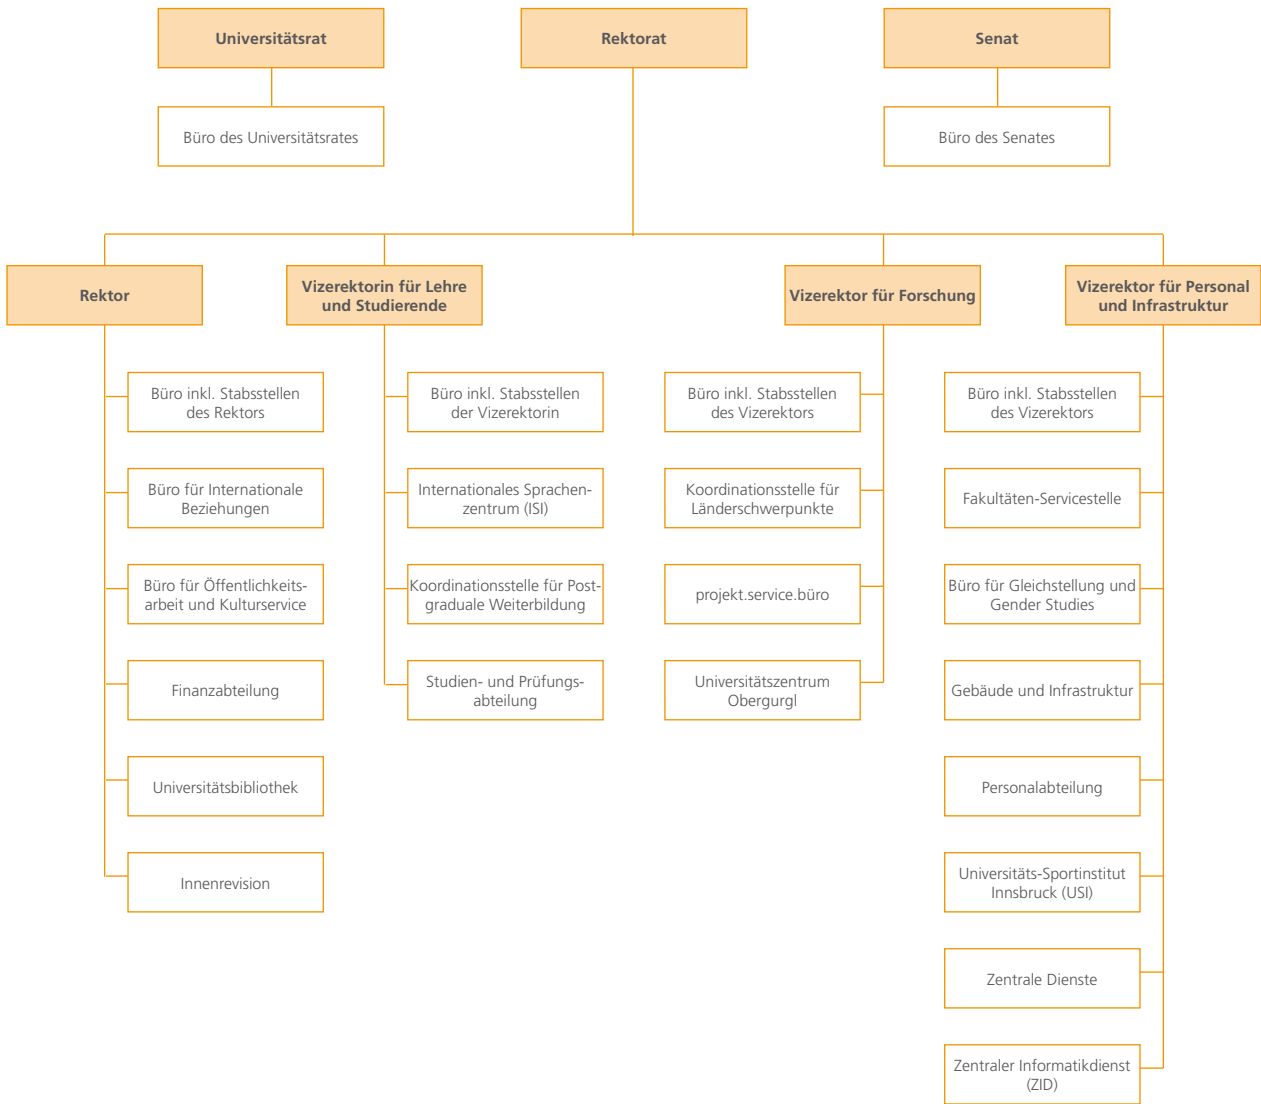 Universitätsrat
Rektorat
Senat
Büro des Universitätsrates
Büro des Senates
Rektor
Vizerektorin für Lehre
und Studierende
Vizerektor für Forschung
Vizerektor für Personal
und Infrastruktur
Büro inkl. Stabsstellen
des Rektors
Büro für Internationale
Beziehungen
Büro für Öffentlichkeits-
arbeit und Kulturservice
Finanzabteilung
Universitätsbibliothek
Innenrevision
Büro inkl. Stabsstellen
der Vizerektorin
Internationales Sprachen-
zentrum (ISI)
Koordinationsstelle für Post-
graduale Weiterbildung
Studien- und Prüfungs-
abteilung
Büro inkl. Stabsstellen
des Vizerektors
Koordinationsstelle für
Länderschwerpunkte
projekt.service.büro
Universitätszentrum
Obergurgl
Büro inkl. Stabsstellen
des Vizerektors
Fakultäten-Servicestelle
Büro für Gleichstellung und
Gender Studies
Gebäude und Infrastruktur
Personalabteilung
Universitäts-Sportinstitut
Innsbruck (USI)
Zentrale Dienste
Zentraler Informatikdienst
(ZID)